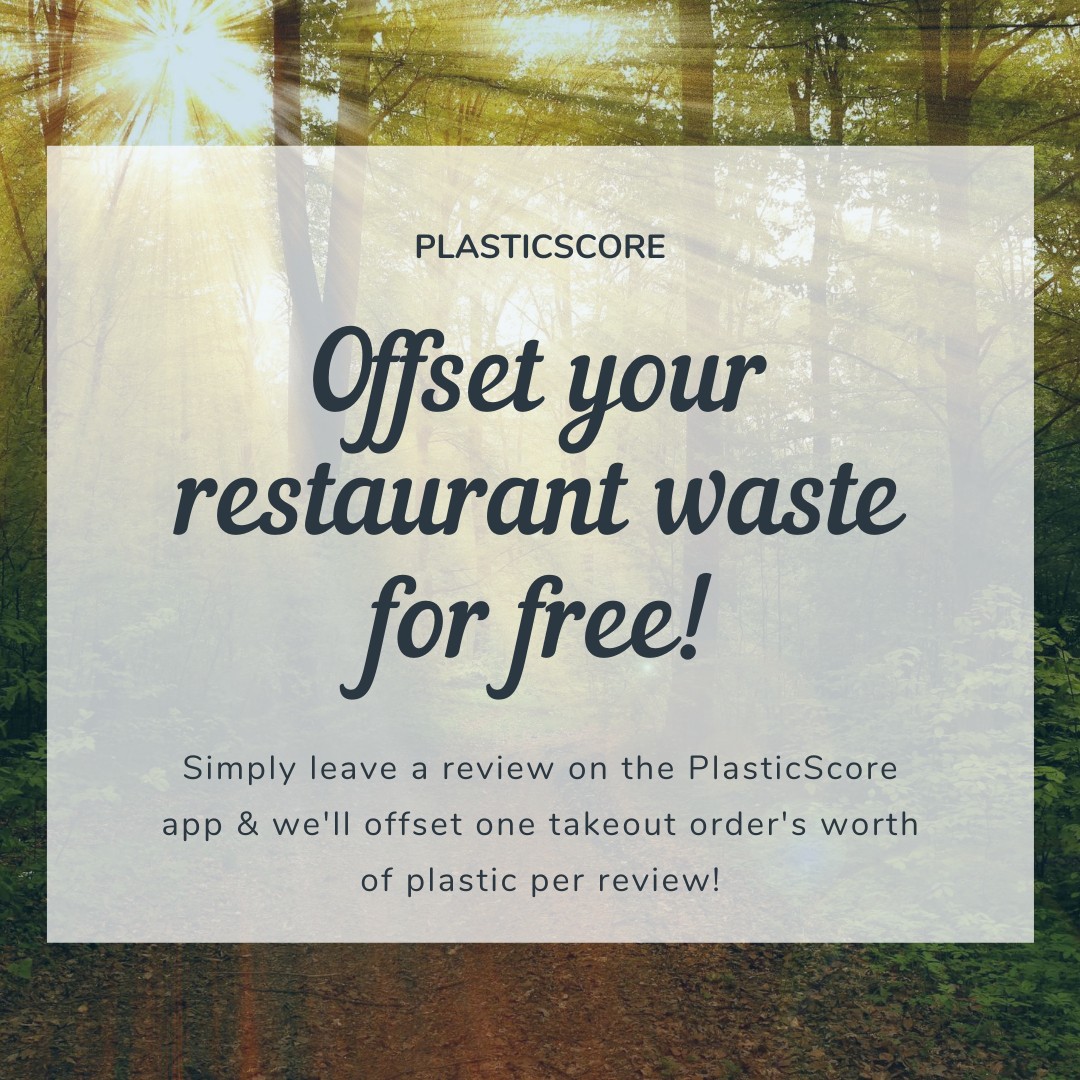 PLASTICSCORE
Offset your
restaurant waste
for free!
Simply leave a review on the PlasticScore
app & we'll offset one takeout order's worth
of plastic per review!